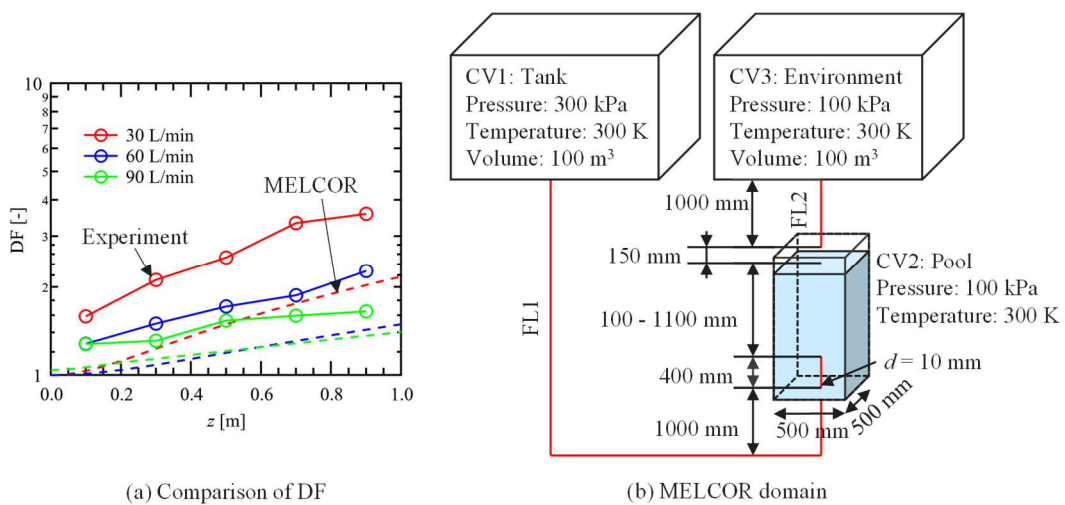 10
9
8
7
6
5
4
3
2
1
DF [-]
30 L/min
60 L/min
90 L/min
MELCOR
Experiment
0.0 0.2 0.4 0.6 0.8 1.0
z [m]
(a) Comparison of DF
CV1: Tank
Pressure: 300 kPa
Temperature: 300 K
Volume: 100 m³
CV3: Environment
Pressure: 100 kPa
Temperature: 300 K
Volume: 100 m³
1000 mm
FL2
150 mm
CV2: Pool
Pressure: 100 kPa
Temperature: 300 K
FL1
100 - 1100 mm
400 mm
d = 10 mm
1000 mm
500 mm
500 mm
(b) MELCOR domain